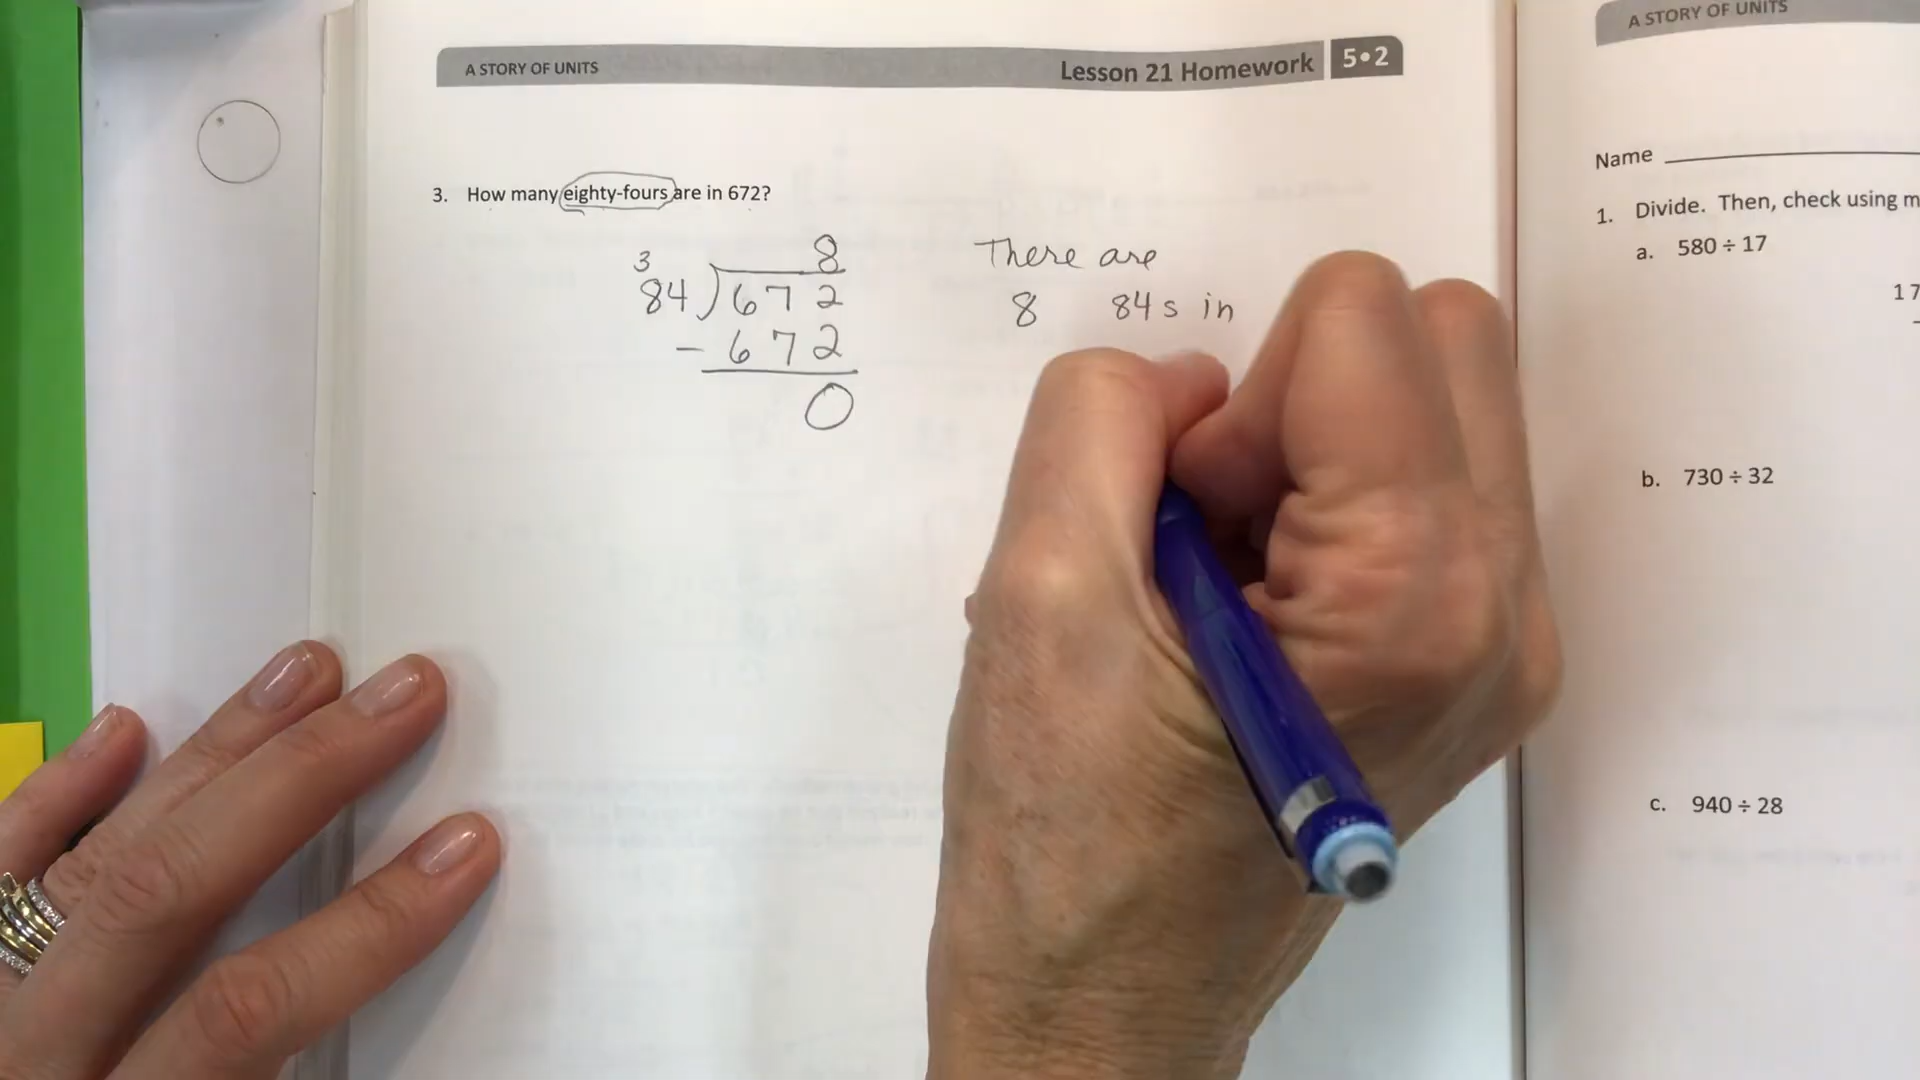 A STORY OF UNITS
Lesson 21 Homework 5•2
3. How many eighty-fours are in 672?
8
3
84)672
- 672
0
There are
8 84s in
A STORY OF UNITS
Name
1. Divide. Then, check using m
a. 580 ÷ 17
17
b. 730 ÷ 32
c. 940 ÷ 28